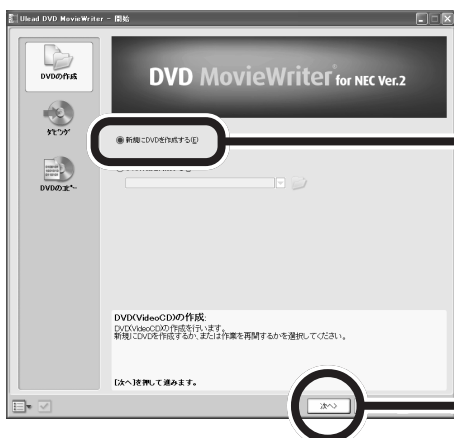 Ulead DVD MovieWriter - 開始
DVD MovieWriter for NEC Ver.2
DVDの作成
ダビング
DVDのコピー
新規にDVDを作成する(E)
DVD(VideoCD)の作成:
DVD(VideoCD)の作成を行います。
新規にDVDを作成するか、または作業を再開するかを選択してください。
[次へ]を押して進みます。
次へ>